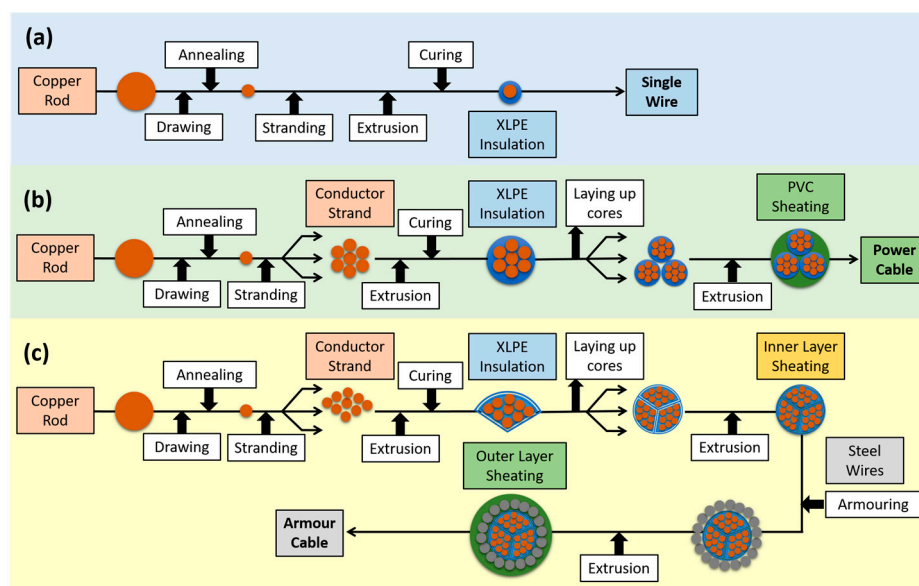 (a)
Annealing
Curing
Copper
Rod
Single
Wire
Drawing
Stranding
Extrusion
XLPE
Insulation
(b)
Conductor
Strand
XLPE
Insulation
Laying up
cores
PVC
Sheating
Annealing
Curing
Copper
Rod
Power
Cable
Drawing
Stranding
Extrusion
Extrusion
(c)
Conductor
Strand
XLPE
Insulation
Laying up
cores
Inner Layer
Sheating
Annealing
Curing
Copper
Rod
Drawing
Stranding
Extrusion
Extrusion
Outer Layer
Sheating
Steel
Wires
Armouring
Armour
Cable
Extrusion